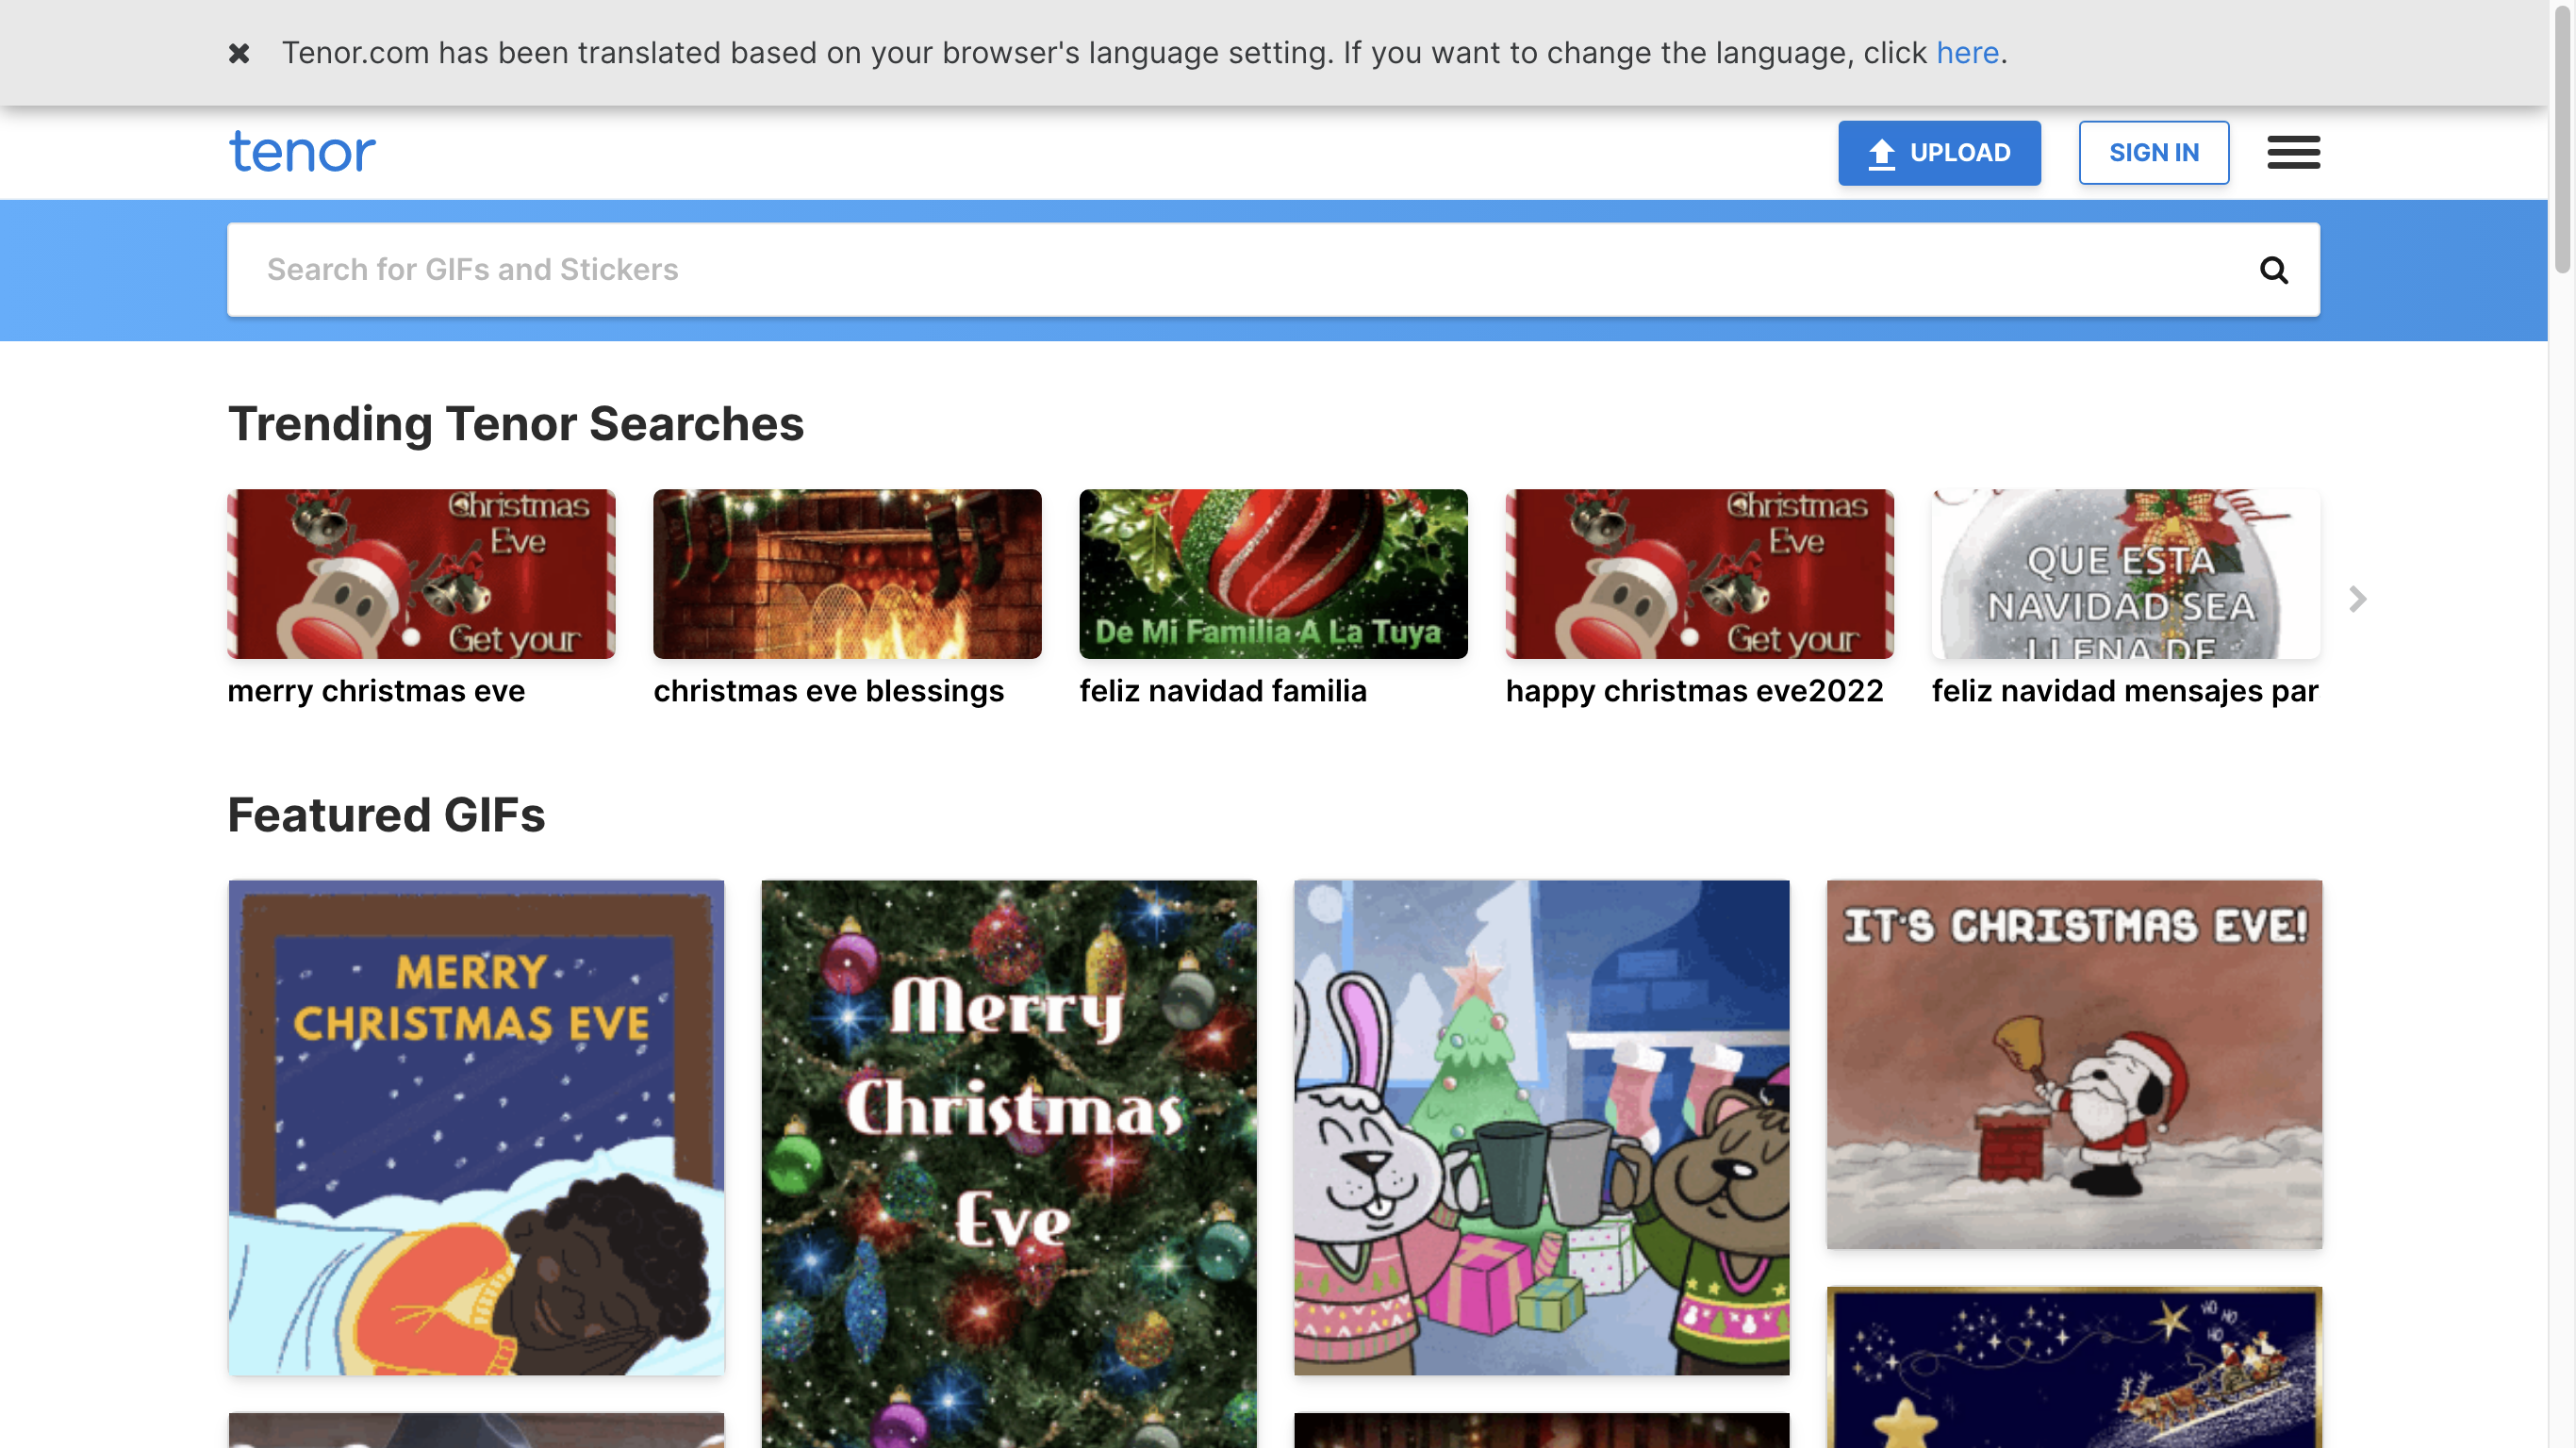 Tenor.com has been translated based on your browser's language setting. If you want to change the language, click here.
tenor
UPLOAD
SIGN IN
Search for GIFs and Stickers
Trending Tenor Searches
Christmas
Eve
Get your
De Mi Familia A La Tuya
Christmas
Eve
Get your
QUE ESTA
NAVIDAD SEA
LLENA DE
merry christmas eve
christmas eve blessings
feliz navidad familia
happy christmas eve2022
feliz navidad mensajes par
Featured GIFs
MERRY
CHRISTMAS EVE
Merry
Christmas
Eve
IT'S CHRISTMAS EVE!
HO
HO
HO